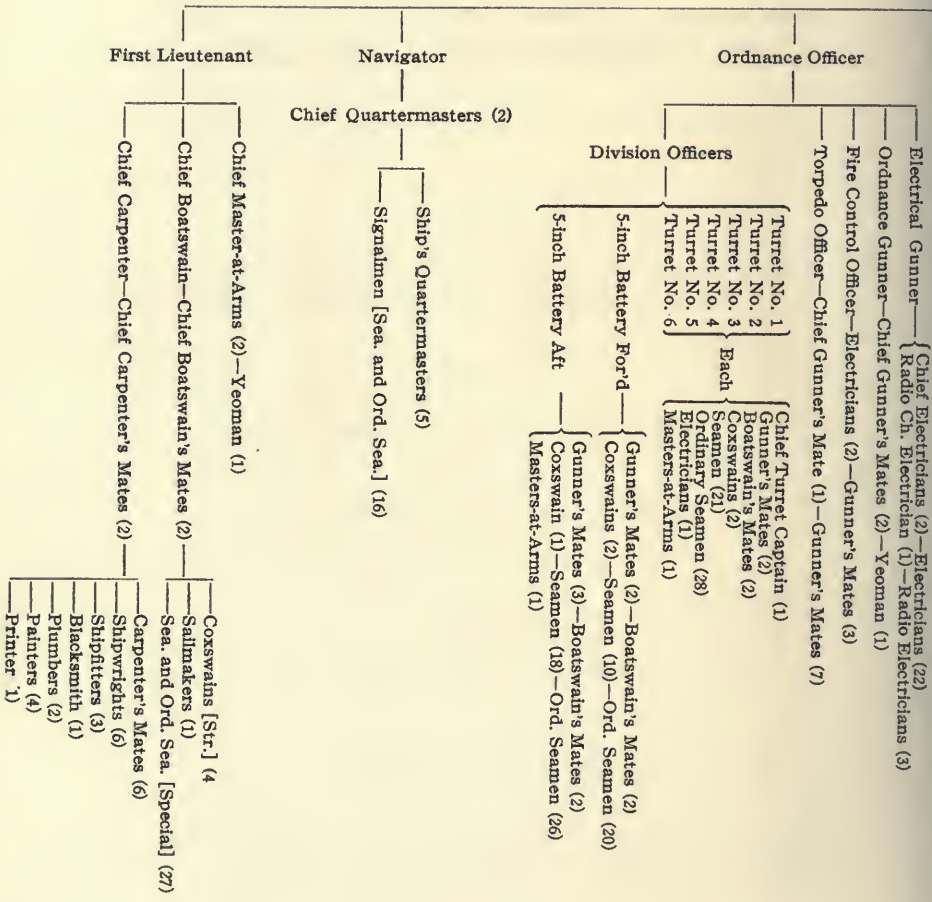 First Lieutenant
Chief Master-at-Arms (2)—Yeoman (1)
Chief Boatswain—Chief Boatswain's Mates (2)
Coxswains [Str.] (4
Sailmakers (1)
Sea. and Ord. Sea. [Special] (27)
Chief Carpenter—Chief Carpenter's Mates (2)
Carpenter's Mates (6)
Shipwrights (6)
Shipfitters (3)
Blacksmith (1)
Plumbers (2)
Painters (4)
Printer '1)
Navigator
Chief Quartermasters (2)
Ship's Quartermasters (5)
Signalmen [Sea. and Ord. Sea.] (16)
Ordnance Officer
Electrical Gunner
Chief Electricians (2)—Electricians (22)
Radio Ch. Electrician (1)—Radio Electricians (3)
Ordnance Gunner—Chief Gunner's Mates (2)—Yeoman (1)
Fire Control Officer—Electricians (2)—Gunner's Mates (3)
Torpedo Officer—Chief Gunner's Mate (1)—Gunner's Mates (7)
Division Officers
Turret No. 1
Turret No. 2
Turret No. 3
Turret No. 4
Turret No. 5
Turret No. 6
Each
Chief Turret Captain (1)
Gunner's Mates (2)
Boatswain's Mates (2)
Coxswains (2)
Seamen (21)
Ordinary Seamen (28)
Electricians (1)
Masters-at-Arms (1)
5-inch Battery For'd
Gunner's Mates (2)—Boatswain's Mates (2)
Coxswains (2)—Seamen (10)—Ord. Seamen (20)
5-inch Battery Aft
Gunner's Mates (3)—Boatswain's Mates (2)
Coxswain (1)—Seamen (18)—Ord. Seamen (26)
Masters-at-Arms (1)